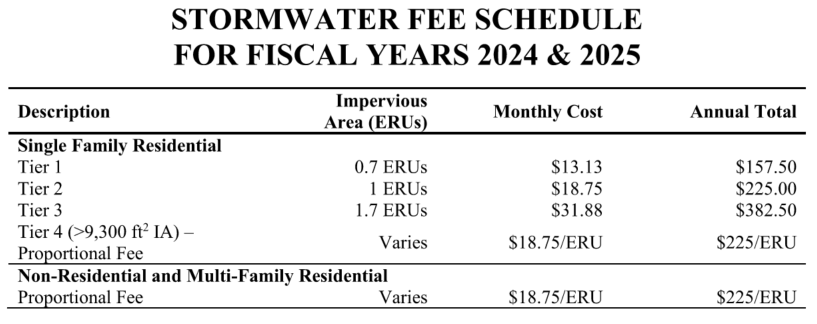 STORMWATER FEE SCHEDULE
FOR FISCAL YEARS 2024 & 2025
Description Impervious Area (ERUs) Monthly Cost Annual Total
Single Family Residential
Tier 1 0.7 ERUs $13.13 $157.50
Tier 2 1 ERUs $18.75 $225.00
Tier 3 1.7 ERUs $31.88 $382.50
Tier 4 (>9,300 ft² IA) –
Proportional Fee Varies $18.75/ERU $225/ERU
Non-Residential and Multi-Family Residential
Proportional Fee Varies $18.75/ERU $225/ERU